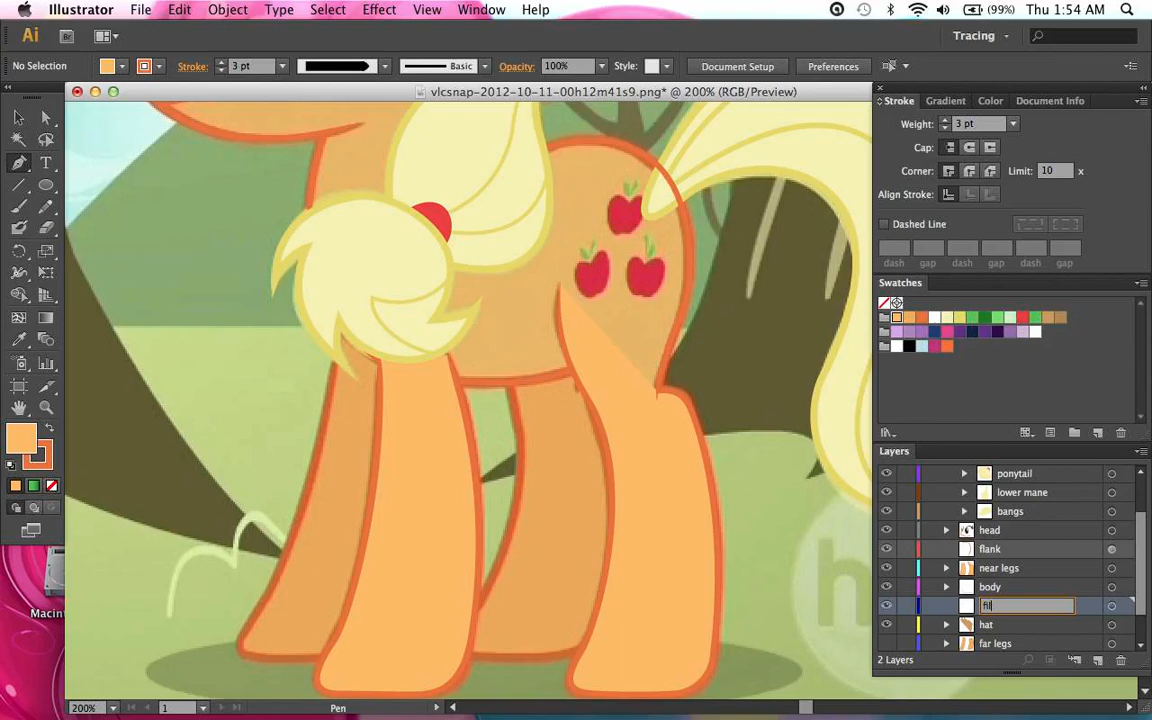 Illustrator File Edit Object Type Select Effect View Window Help (99%) Thu 1:54 AM
Ai Br Tracing
No Selection Stroke: 3 pt Basic Opacity: 100% Style: Document Setup Preferences
vlcsnap-2012-10-11-00h12m41s9.png* @ 200% (RGB/Preview)
Stroke Gradient Color Document Info
Weight: 3 pt
Cap:
Corner: Limit: 10 x
Align Stroke:
Dashed Line
dash gap dash gap dash gap
Swatches
Layers
ponytail
lower mane
bangs
head
flank
near legs
body
fil
hat
far legs
2 Layers
Macint
h
200% 1 Pen